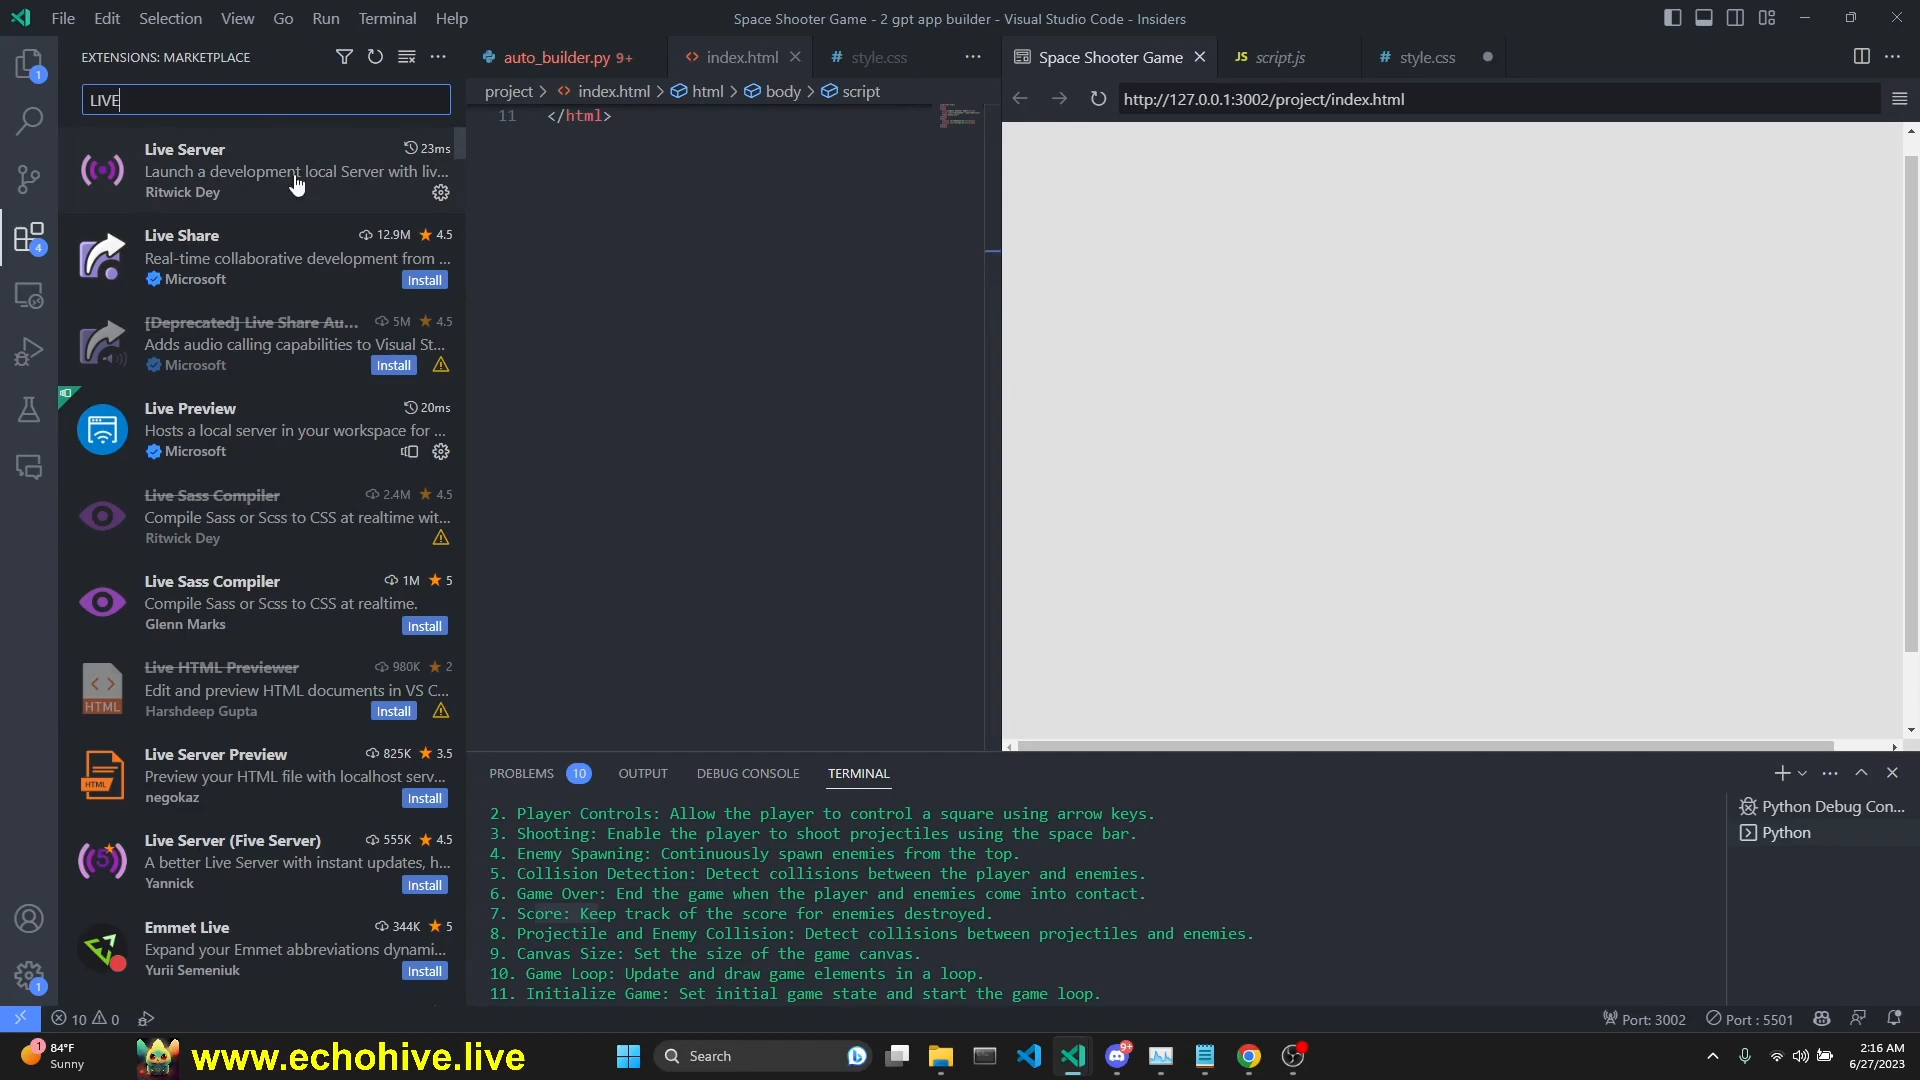 File Edit Selection View Go Run Terminal Help
Space Shooter Game - 2 gpt app builder - Visual Studio Code - Insiders
EXTENSIONS: MARKETPLACE
LIVE
Live Server 23ms
Launch a development local Server with liv...
Ritwick Dey
Live Share 12.9M 4.5
Real-time collaborative development from ...
Microsoft Install
[Deprecated] Live Share Au... 5M 4.5
Adds audio calling capabilities to Visual St...
Microsoft Install
Live Preview 20ms
Hosts a local server in your workspace for ...
Microsoft
Live Sass Compiler 2.4M 4.5
Compile Sass or Scss to CSS at realtime wit...
Ritwick Dey
Live Sass Compiler 1M 5
Compile Sass or Scss to CSS at realtime.
Glenn Marks Install
Live HTML Previewer 980K 2
Edit and preview HTML documents in VS C...
Harshdeep Gupta Install
HTML
Live Server Preview 825K 3.5
Preview your HTML file with localhost serv...
negokaz Install
HTML
Live Server (Five Server) 555K 4.5
A better Live Server with instant updates, h...
Yannick Install
5
Emmet Live 344K 5
Expand your Emmet abbreviations dynami...
Yurii Semeniuk Install
1
4
1
auto_builder.py 9+ index.html style.css
project > index.html > html > body > script
11 </html>
Space Shooter Game JS script.js # style.css
http://127.0.0.1:3002/project/index.html
PROBLEMS 10 OUTPUT DEBUG CONSOLE TERMINAL
2. Player Controls: Allow the player to control a square using arrow keys.
3. Shooting: Enable the player to shoot projectiles using the space bar.
4. Enemy Spawning: Continuously spawn enemies from the top.
5. Collision Detection: Detect collisions between the player and enemies.
6. Game Over: End the game when the player and enemies come into contact.
7. Score: Keep track of the score for enemies destroyed.
8. Projectile and Enemy Collision: Detect collisions between projectiles and enemies.
9. Canvas Size: Set the size of the game canvas.
10. Game Loop: Update and draw game elements in a loop.
11. Initialize Game: Set initial game state and start the game loop.
Python Debug Con...
Python
10 0
Port: 3002 Port : 5501
1
84°F
Sunny
www.echohive.live
Search
9+
2:16 AM
6/27/2023